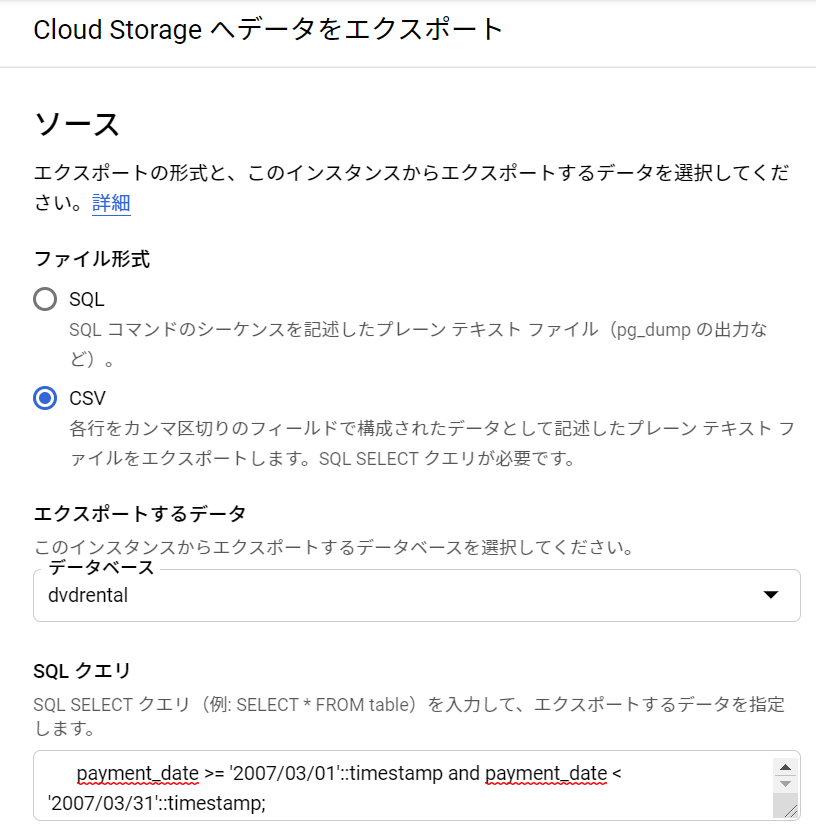 Cloud Storage へデータをエクスポート
ソース
エクスポートの形式と、このインスタンスからエクスポートするデータを選択してくだ
さい。詳細
ファイル形式
SQL
SQL コマンドのシーケンスを記述したプレーン テキスト ファイル（pg_dump の出力な
ど）。
CSV
各行をカンマ区切りのフィールドで構成されたデータとして記述したプレーン テキスト フ
ァイルをエクスポートします。SQL SELECT クエリが必要です。
エクスポートするデータ
このインスタンスからエクスポートするデータベースを選択してください。
データベース
dvdrental
SQL クエリ
SQL SELECT クエリ（例: SELECT * FROM table）を入力して、エクスポートするデータを指定
します。
payment_date >= '2007/03/01'::timestamp and payment_date <
'2007/03/31'::timestamp;